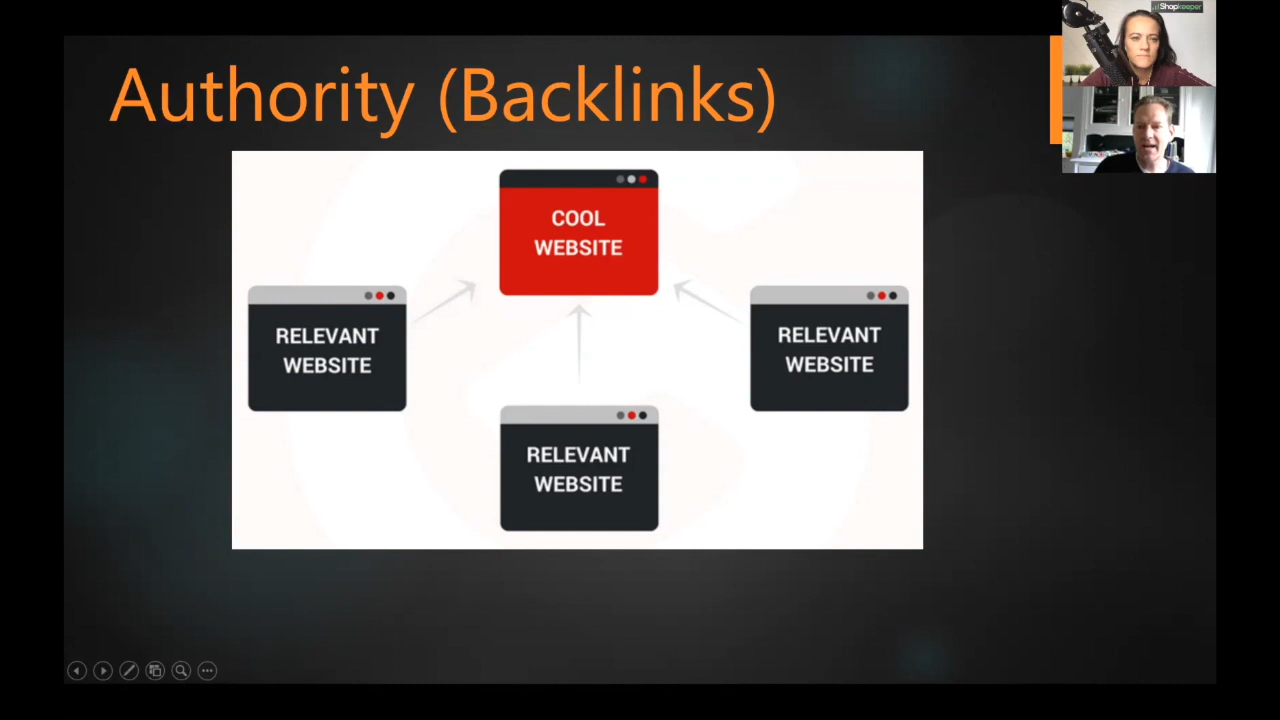 Shopkeeper
Authority (Backlinks)
COOL
WEBSITE
RELEVANT
WEBSITE
RELEVANT
WEBSITE
RELEVANT
WEBSITE